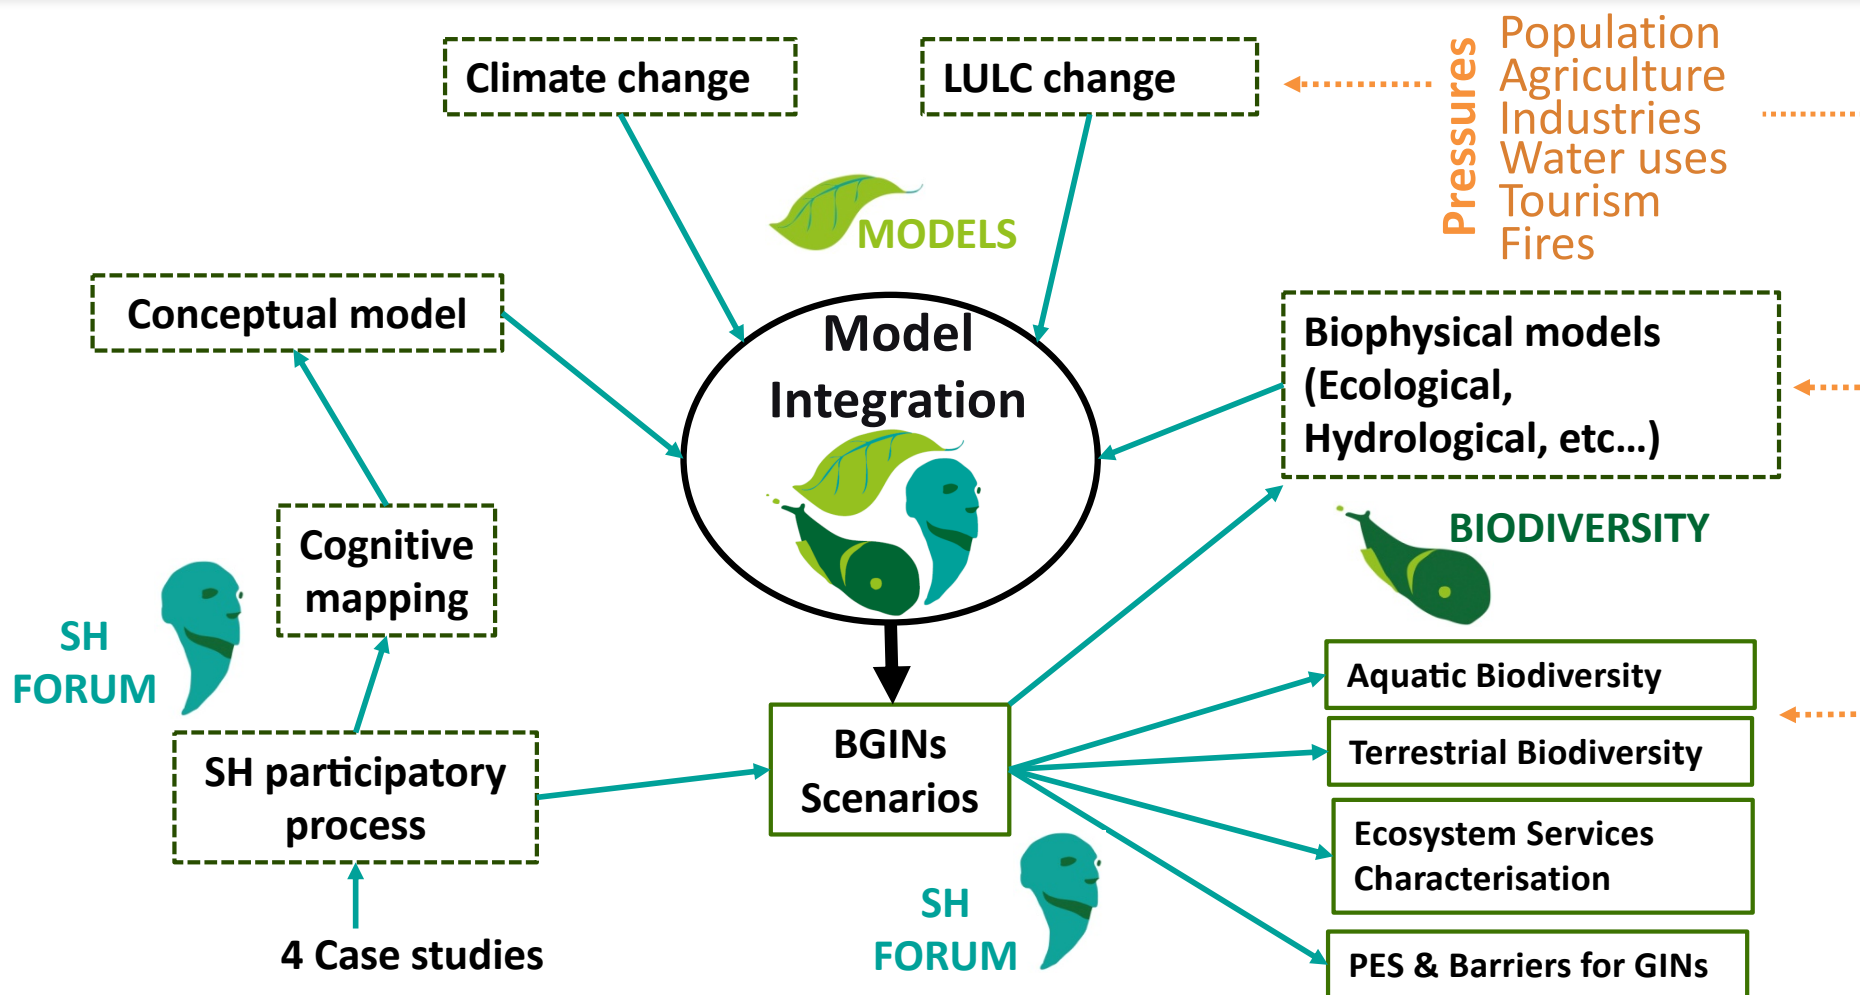 Climate change
LULC change
Pressures
Population
Agriculture
Industries
Water uses
Tourism
Fires
MODELS
Conceptual model
Model
Integration
Biophysical models
(Ecological,
Hydrological, etc...)
BIODIVERSITY
Cognitive
mapping
SH
FORUM
SH participatory
process
4 Case studies
BGINs
Scenarios
SH
FORUM
Aquatic Biodiversity
Terrestrial Biodiversity
Ecosystem Services
Characterisation
PES & Barriers for GINs